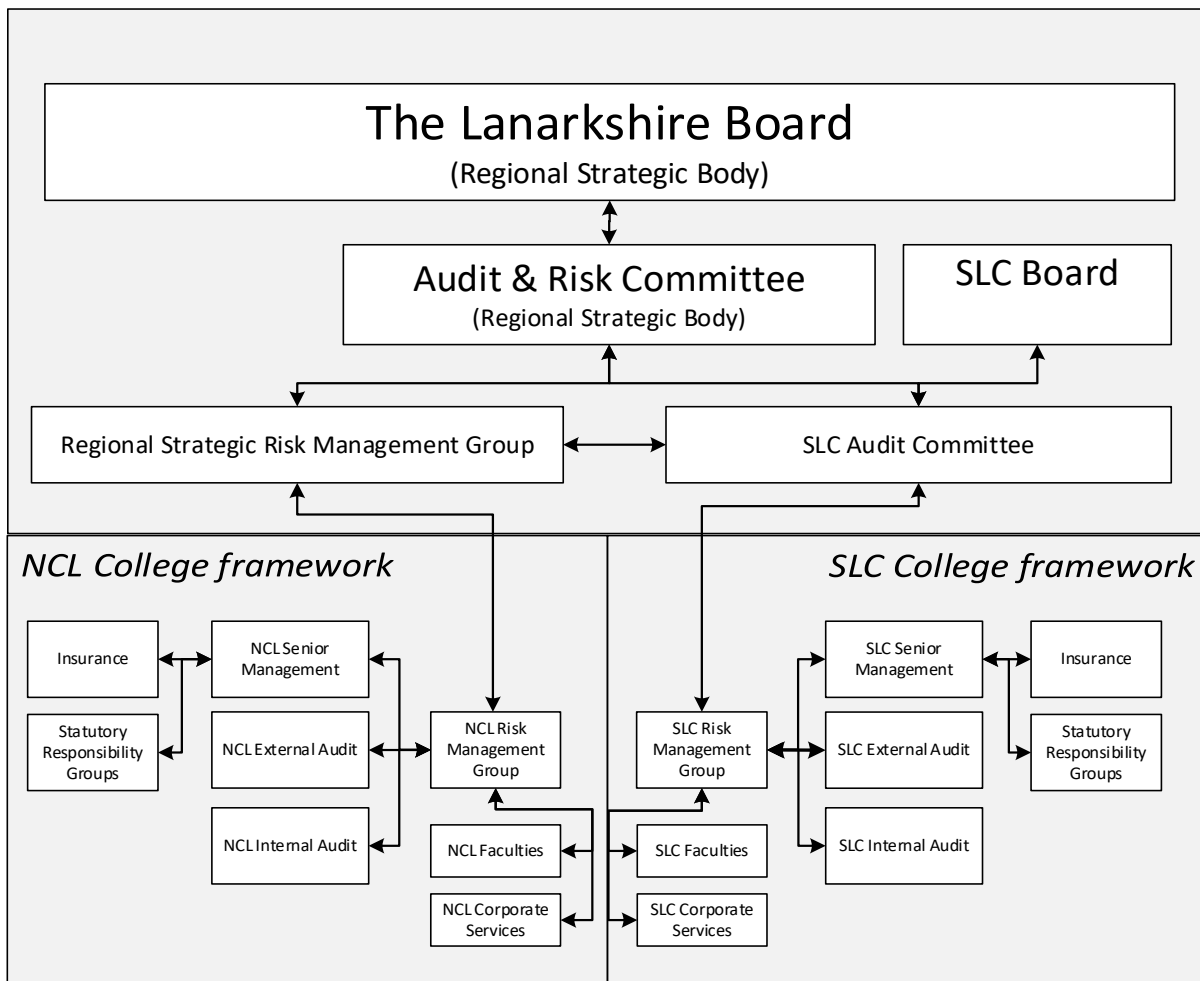 The Lanarkshire Board
(Regional Strategic Body)
Audit & Risk Committee
(Regional Strategic Body)
SLC Board
Regional Strategic Risk Management Group
SLC Audit Committee
NCL College framework
Insurance
NCL Senior
Management
Statutory
Responsibility
Groups
NCL External Audit
NCL Risk
Management
Group
NCL Internal Audit
NCL Faculties
NCL Corporate
Services
SLC College framework
SLC Senior
Management
Insurance
SLC Risk
Management
Group
SLC External Audit
Statutory
Responsibility
Groups
SLC Faculties
SLC Internal Audit
SLC Corporate
Services